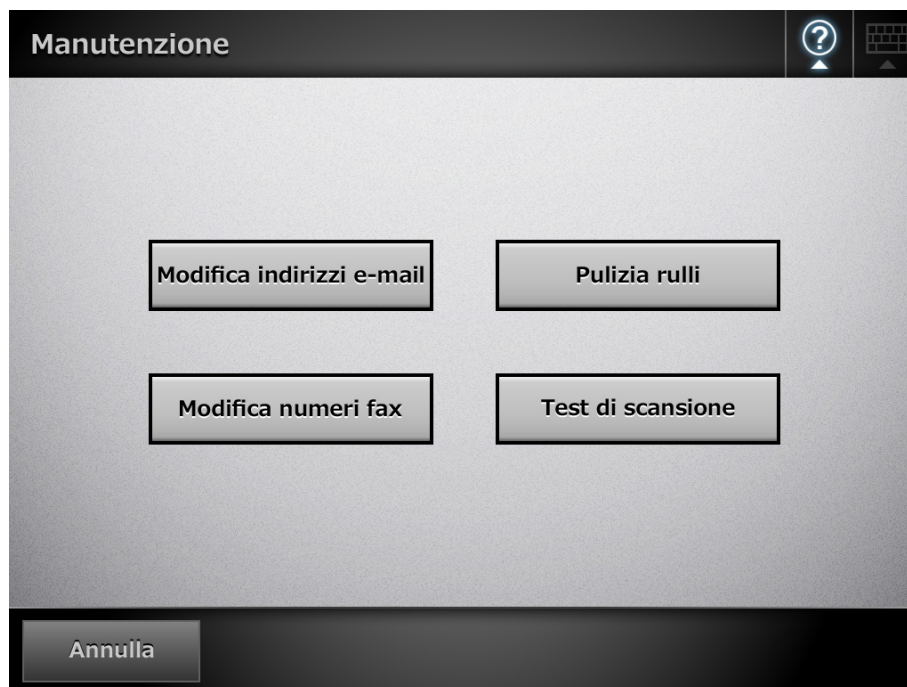 Manutenzione
Modifica indirizzi e-mail
Pulizia rulli
Modifica numeri fax
Test di scansione
Annulla